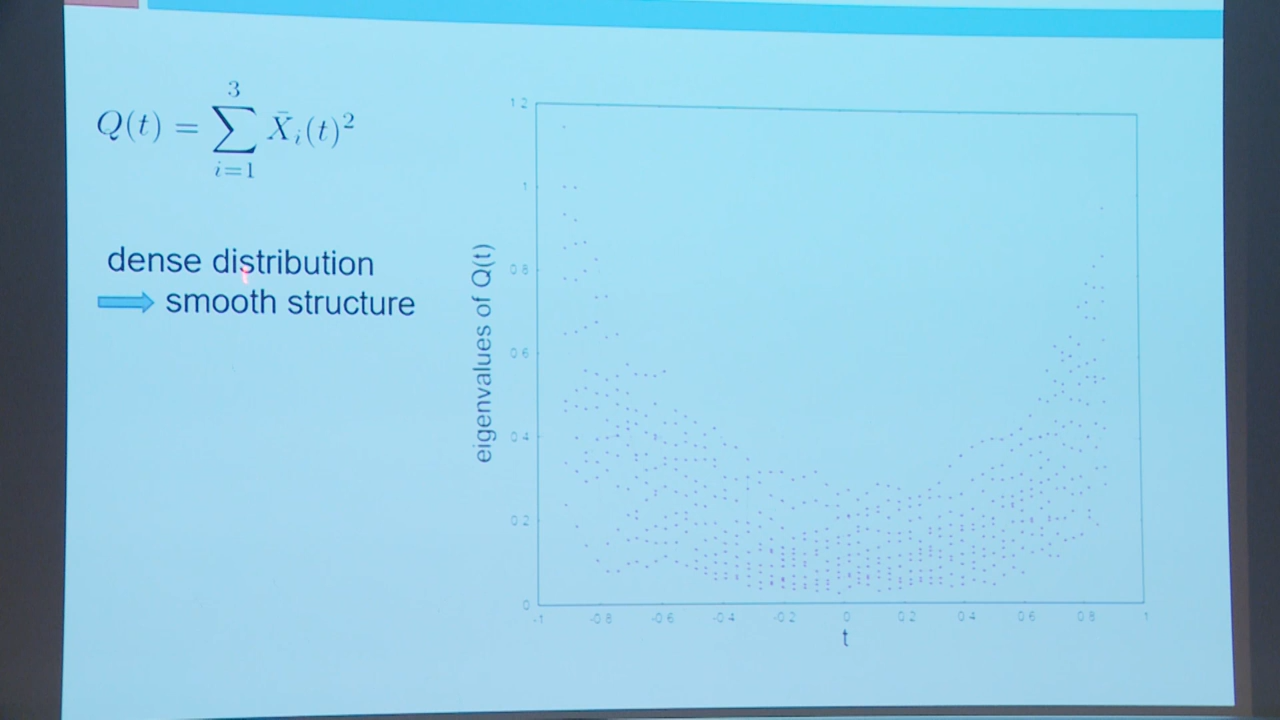 Q(t) = \sum_{i=1}^{3} \bar{X}_i(t)^2
dense distribution
smooth structure
eigenvalues of Q(t)
1.2
1
0.8
0.6
0.4
0.2
0
-1 -0.8 -0.6 -0.4 -0.2 0 0.2 0.4 0.6 0.8 1
t